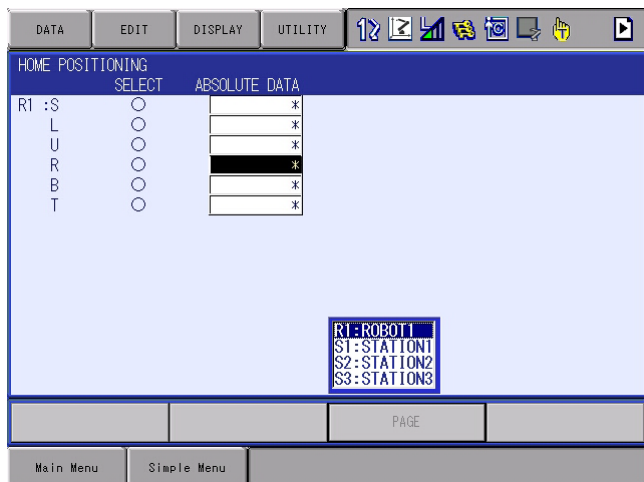 DATA EDIT DISPLAY UTILITY
HOME POSITIONING
SELECT ABSOLUTE DATA
R1 :S *
L *
U *
R *
B *
T *
R1:ROBOT1
S1:STATION1
S2:STATION2
S3:STATION3
PAGE
Main Menu Simple Menu